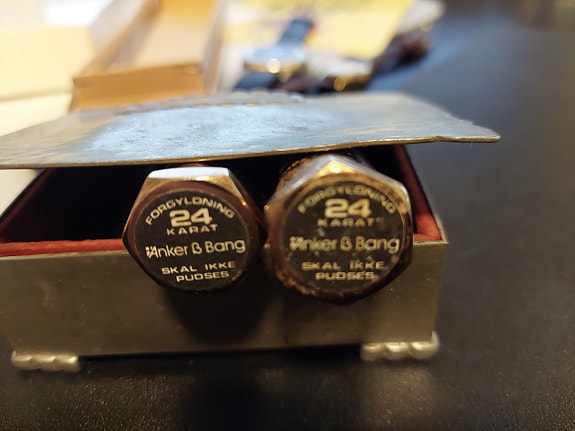 FORGYLDNING
24
KARAT
Anker & Bang
SKAL IKKE
PUDSES
FORGYLDNING
24
KARAT
Anker & Bang
SKAL IKKE
PUDSES